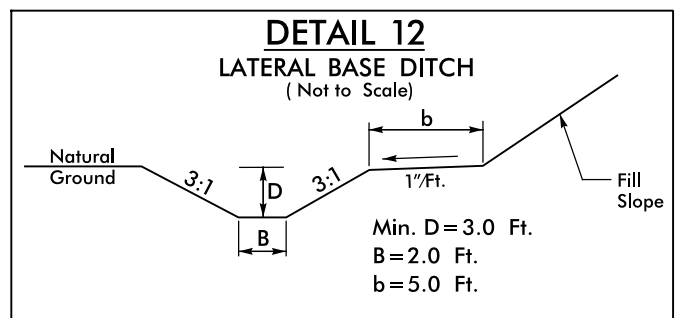 DETAIL 12
LATERAL BASE DITCH
( Not to Scale)
b
Natural
Ground
3:1
D
3:1
1"/Ft.
Fill
Slope
B
Min. D=3.0 Ft.
B=2.0 Ft.
b=5.0 Ft.